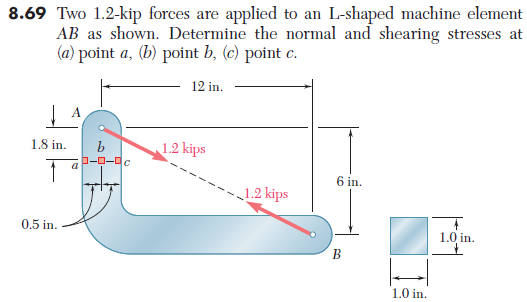 8.69 Two 1.2-kip forces are applied to an L-shaped machine element
AB as shown. Determine the normal and shearing stresses at
(a) point a, (b) point b, (c) point c.
12 in.
A
1.8 in.
b
1.2 kips
a
c
1.2 kips
6 in.
0.5 in.
B
1.0 in.
1.0 in.